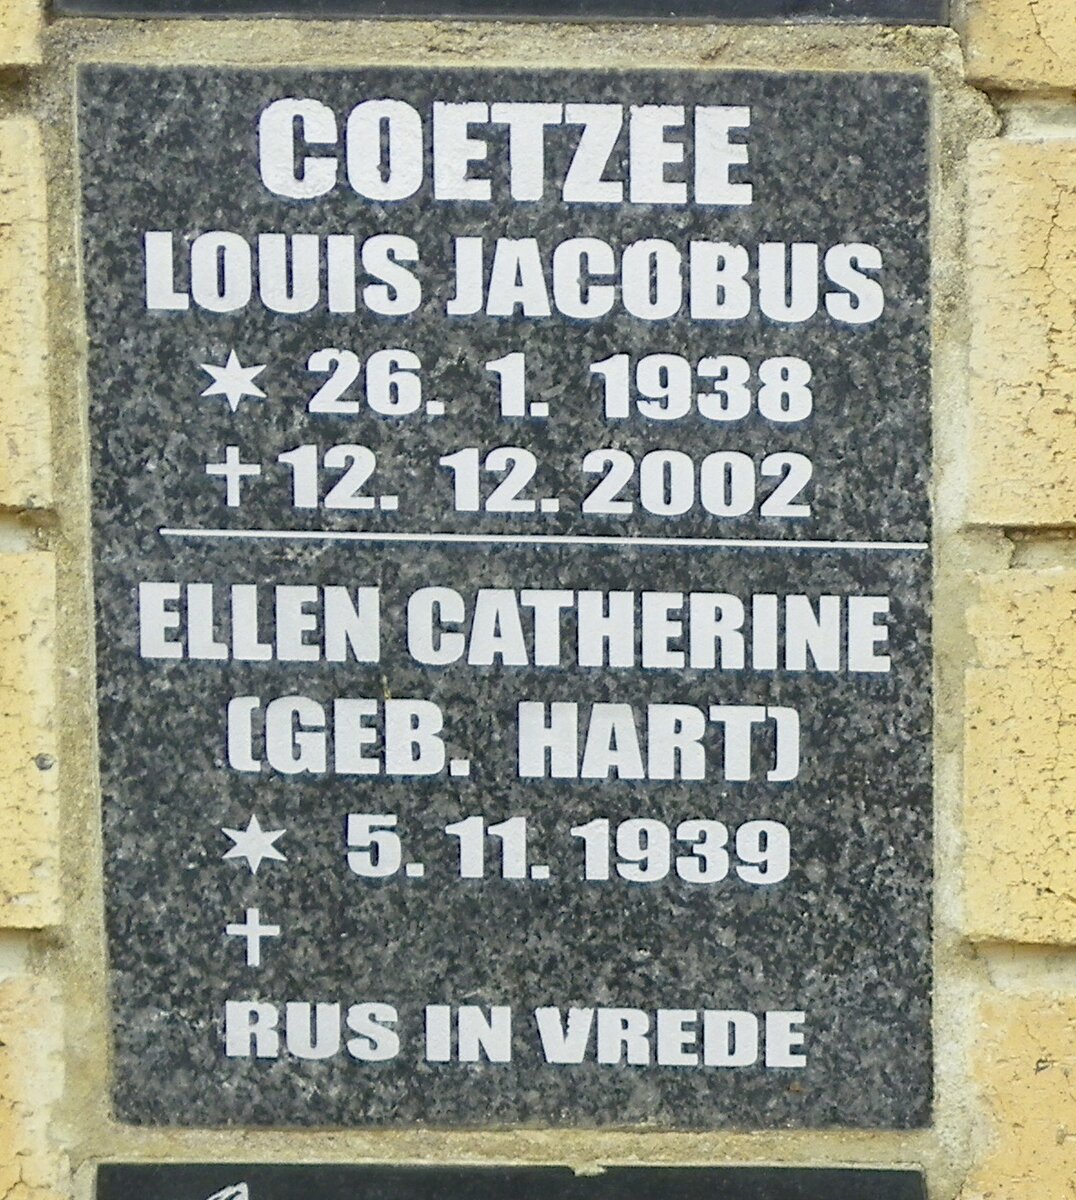 COETZEE
LOUIS JACOBUS
* 26. 1. 1938
† 12. 12. 2002
ELLEN CATHERINE
(GEB. HART)
* 5. 11. 1939
†
RUS IN VREDE